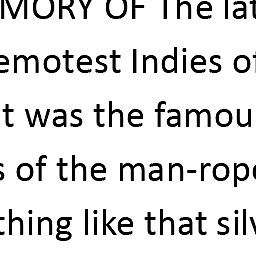 MORY OF The lat
emotest Indies of
t was the famou
s of the man-rope
thing like that silv